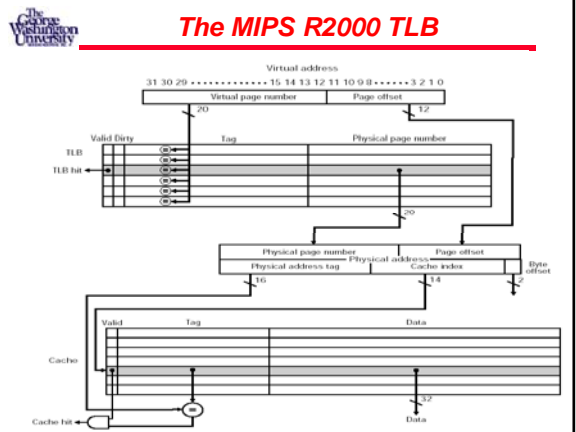 The
George
Washington
University
The MIPS R2000 TLB
Virtual address
31 30 29 ············· 15 14 13 12 11 10 9 8 ······ 3 2 1 0
Virtual page number Page offset
20 12
Valid Dirty Tag Physical page number
TLB
TLB hit
=
=
=
=
=
=
20
Physical page number Page offset
Physical address
Physical address tag Cache index
Byte
offset
16 14 2
Valid Tag Data
Cache
=
32
Cache hit
Data